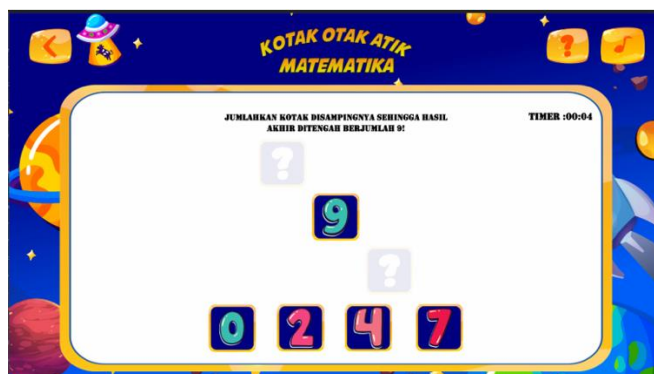 KOTAK OTAK ATIK
MATEMATIKA
?
JUMLAHKAN KOTAK DISAMPINGNYA SEHINGGA HASIL
AKHIR DITENGAH BERJUMLAH 9!
TIMER :00:04
?
9
?
0 2 4 7